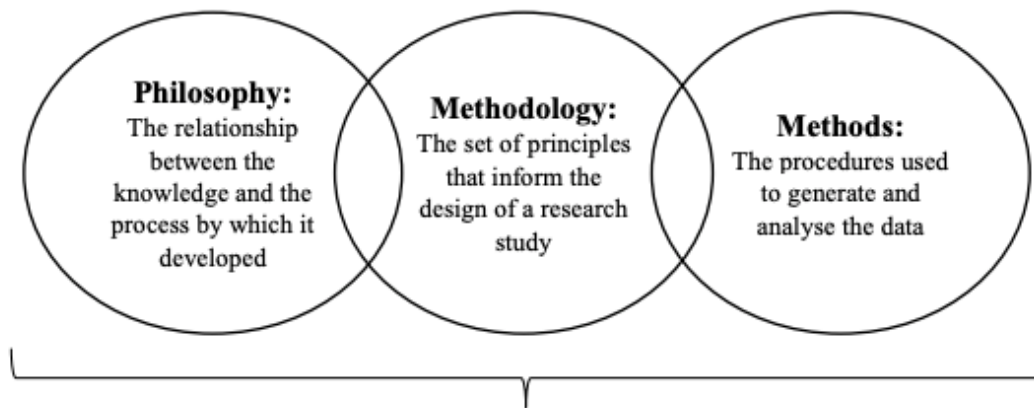 Philosophy:
The relationship
between the
knowledge and the
process by which it
developed
Methodology:
The set of principles
that inform the
design of a research
study
Methods:
The procedures used
to generate and
analyse the data